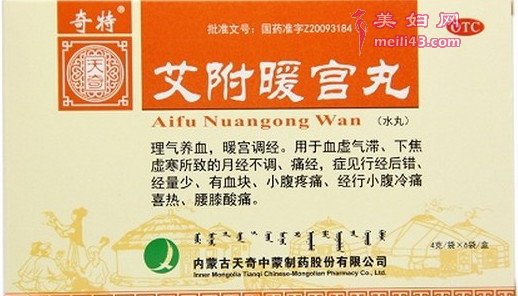 奇特®
天奇
批准文号：国药准字Z20093184
美妇网
meili43.com
OTC
艾附暖宫丸
（水丸）
Aifu Nuangong Wan
理气养血，暖宫调经。用于血虚气滞、下焦
虚寒所致的月经不调、痛经，症见行经后错、
经量少、有血块、小腹疼痛、经行小腹冷痛
喜热、腰膝酸痛。
4克/袋×6袋/盒
内蒙古天奇中蒙制药股份有限公司
Inner Mongolia Tianqi Chinese-Mongolian Pharmacy Co., Ltd.